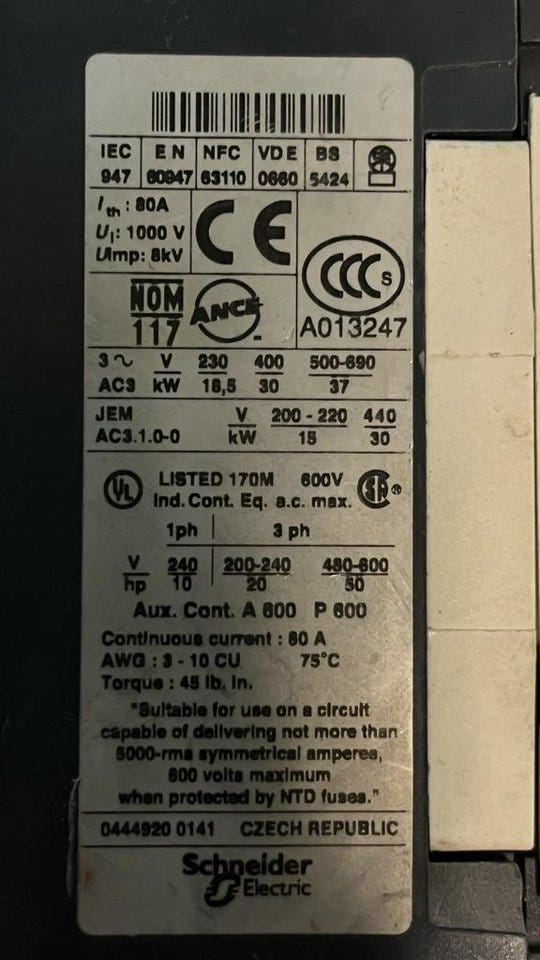 IEC EN NFC VDE BS
947 60947 63110 0660 5424
Ith : 80A
Ui: 1000 V
Uimp: 8kV
CE
CCC S
A013247
NOM
117
ANCE
3~ V 230 400 500-690
AC3 kW 18,5 30 37
JEM V 200 - 220 440
AC3.1.0-0 kW 15 30
UL LISTED 170M 600V SA ®
Ind. Cont. Eq. a.c. max.
1ph 3 ph
V 240 200-240 480-600
hp 10 20 50
Aux. Cont. A 600 P 600
Continuous current : 80 A
AWG : 3 - 10 CU 75°C
Torque : 45 lb. in.
"Suitable for use on a circuit
capable of delivering not more than
5000-rms symmetrical amperes,
600 volts maximum
when protected by NTD fuses."
0444920 0141 CZECH REPUBLIC
Schneider
Electric